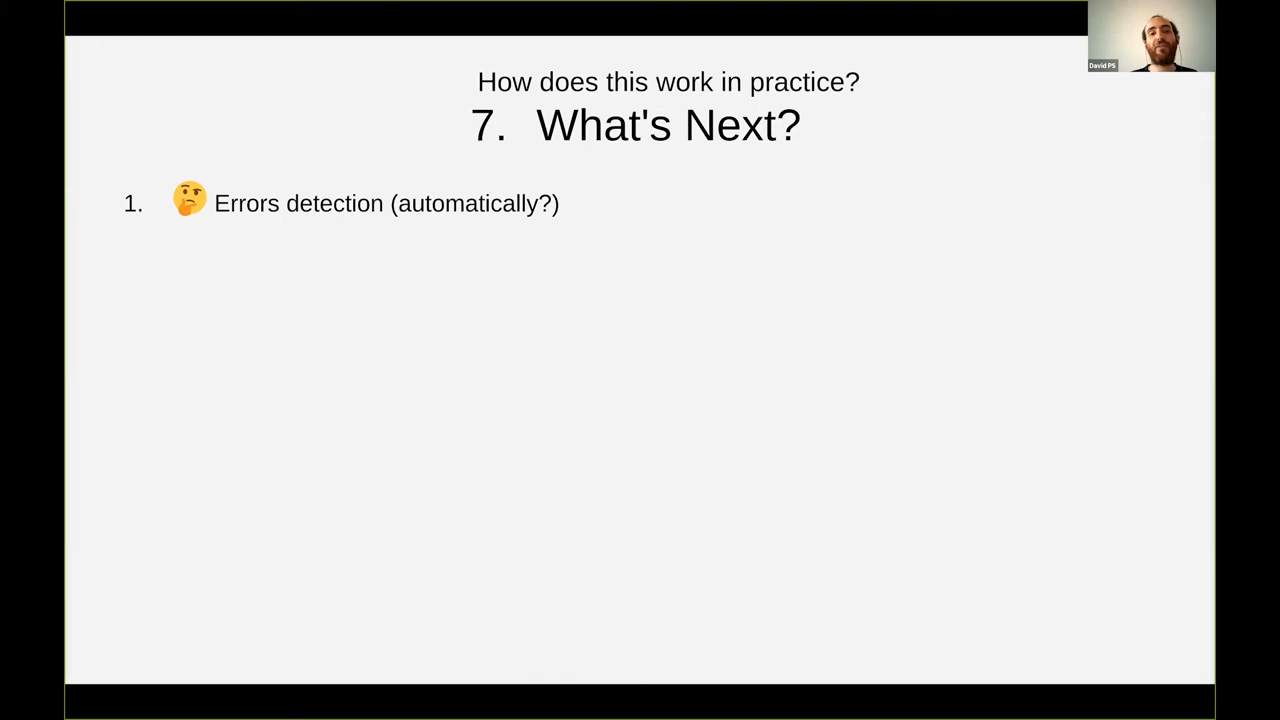 How does this work in practice?
7. What's Next?
1. 🤔 Errors detection (automatically?)
David PS